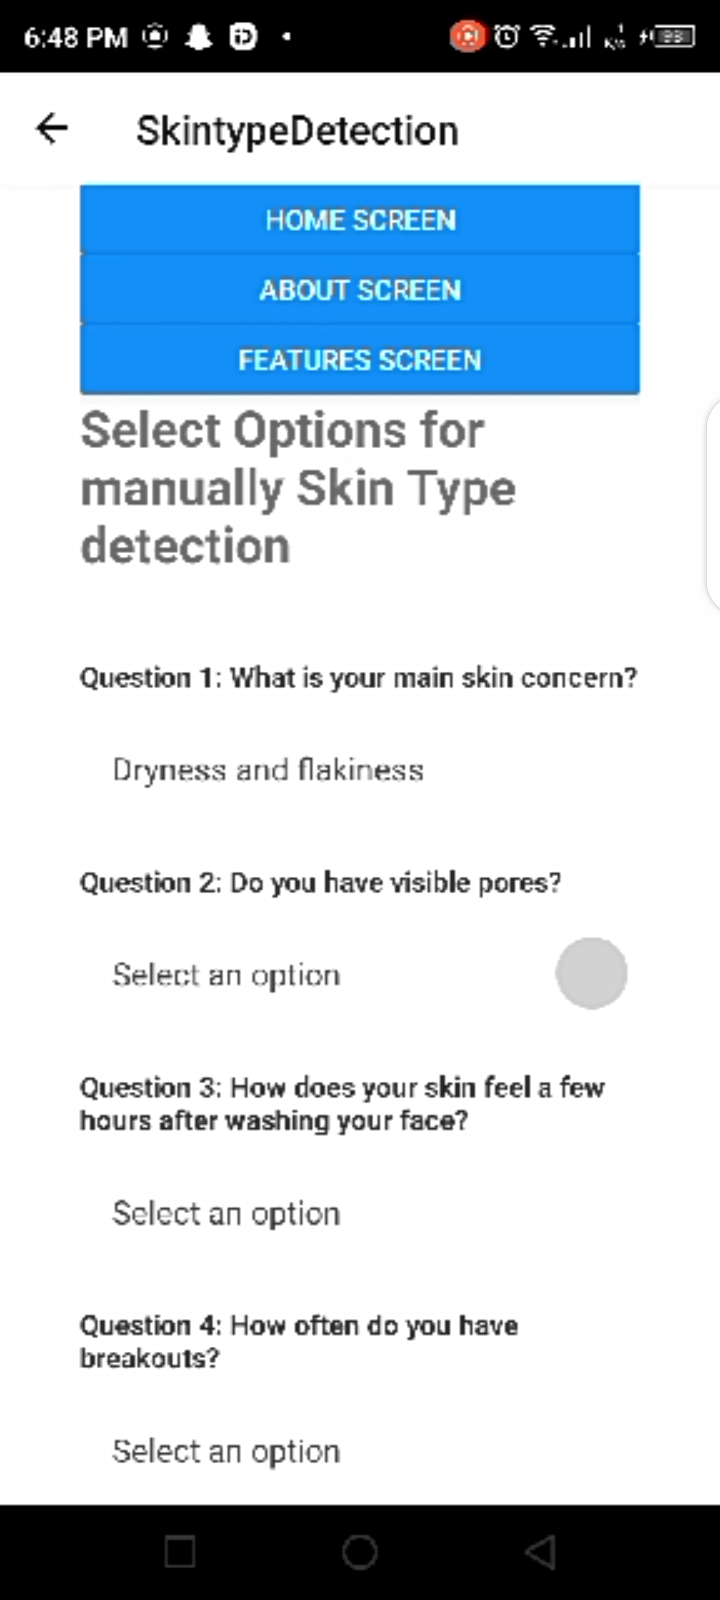 6:48 PM
SkintypeDetection
HOME SCREEN
ABOUT SCREEN
FEATURES SCREEN
Select Options for
manually Skin Type
detection
Question 1: What is your main skin concern?
Dryness and flakiness
Question 2: Do you have visible pores?
Select an option
Question 3: How does your skin feel a few
hours after washing your face?
Select an option
Question 4: How often do you have
breakouts?
Select an option